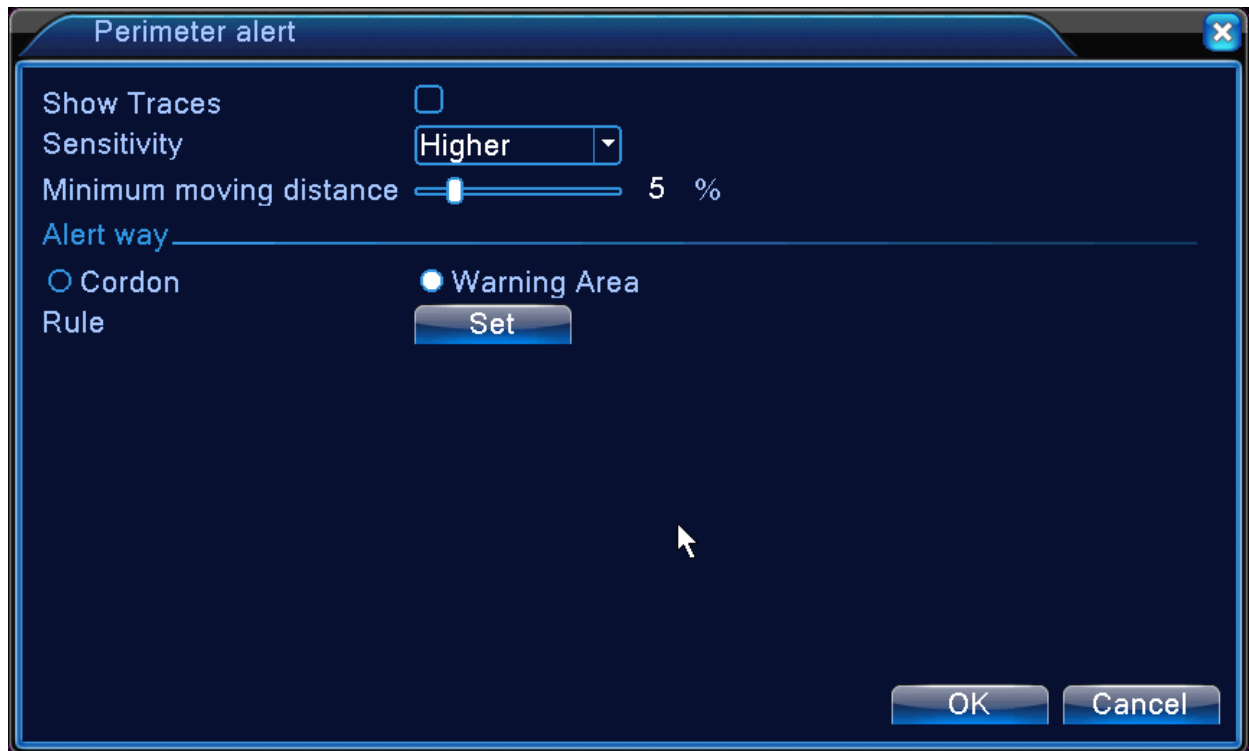 Perimeter alert
Show Traces
Sensitivity Higher
Minimum moving distance 5 %
Alert way
Cordon Warning Area
Rule Set
OK Cancel